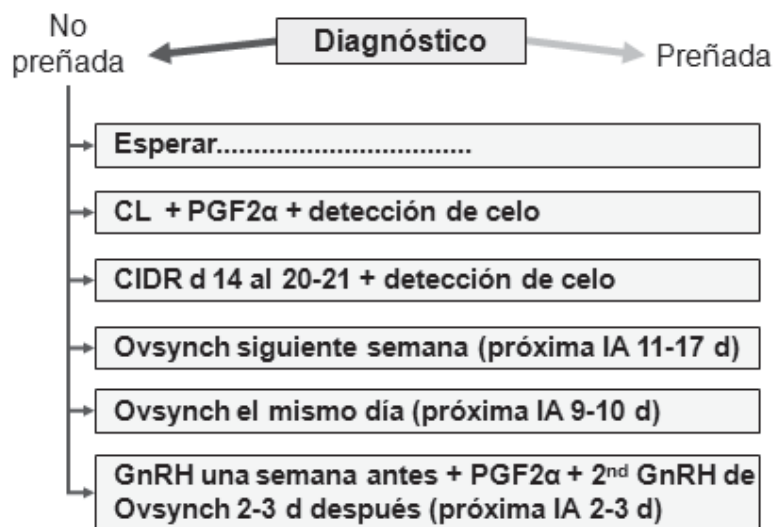 No
preñada
Diagnóstico
Preñada
Esperar..................................
CL + PGF2α + detección de celo
CIDR d 14 al 20-21 + detección de celo
Ovsynch siguiente semana (próxima IA 11-17 d)
Ovsynch el mismo día (próxima IA 9-10 d)
GnRH una semana antes + PGF2α + 2nd GnRH de
Ovsynch 2-3 d después (próxima IA 2-3 d)